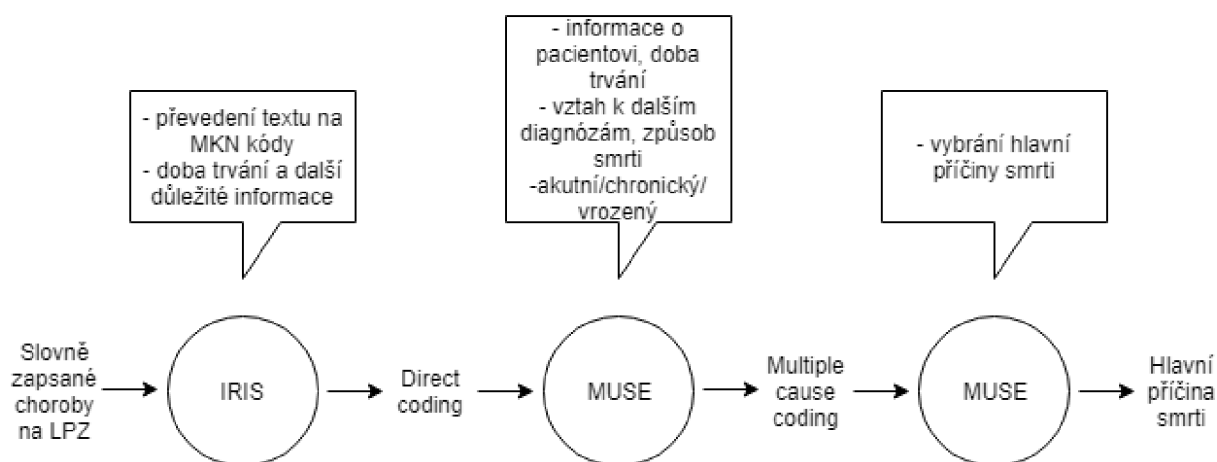 - převedení textu na
MKN kódy
- doba trvání a další
důležité informace
- informace o
pacientovi, doba
trvání
- vztah k dalším
diagnózám, způsob
smrti
-akutní/chronický/
vrozený
- vybrání hlavní
příčiny smrti
Slovně
zapsané
choroby
na LPZ
IRIS
Direct
coding
MUSE
Multiple
cause
coding
MUSE
Hlavní
příčina
smrti